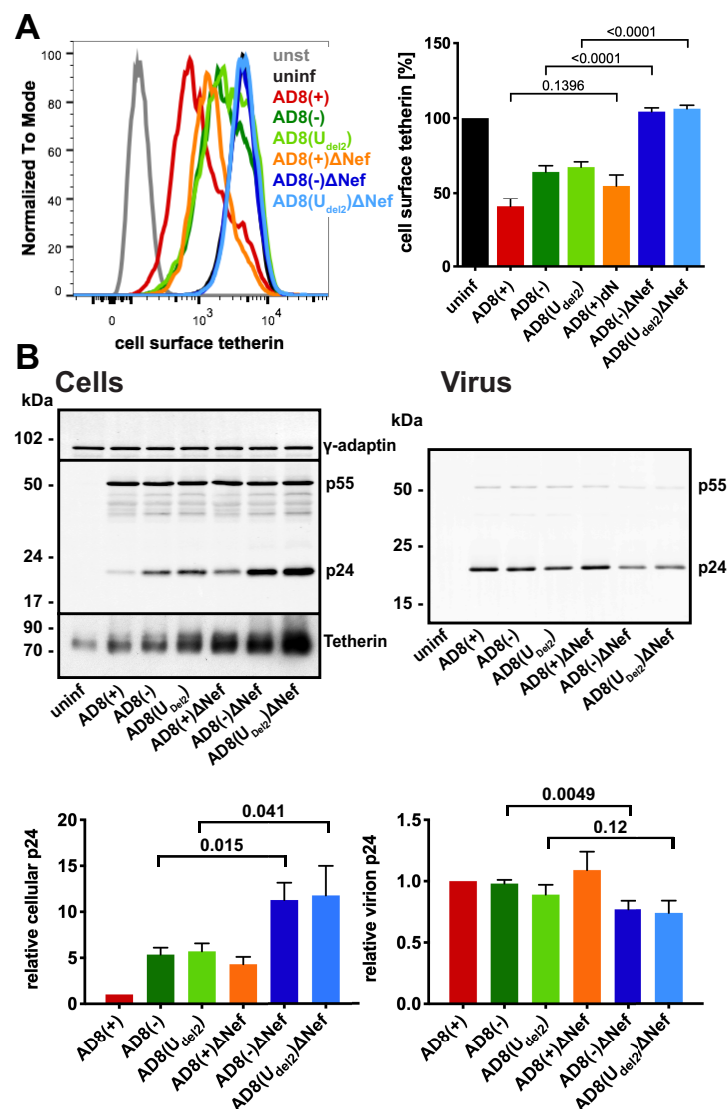 A
Normalized To Mode
100
80
60
40
20
0
0
10³
10⁴
cell surface tetherin
unst
uninf
AD8(+)
AD8(-)
AD8(Udel2)
AD8(+)ΔNef
AD8(-)ΔNef
AD8(Udel2)ΔNef
cell surface tetherin [%]
150
100
50
0
<0.0001
<0.0001
0.1396
uninf
AD8(+)
AD8(-)
AD8(Udel2)
AD8(+)dN
AD8(-)ΔNef
AD8(Udel2)ΔNef
B
Cells
kDa
102 -
50 -
24 -
17 -
90 -
70 -
γ-adaptin
p55
p24
Tetherin
uninf
AD8(+)
AD8(-)
AD8(UDel2)
AD8(+)ΔNef
AD8(-)ΔNef
AD8(UDel2)ΔNef
Virus
kDa
50 -
25 -
15 -
p55
p24
uninf
AD8(+)
AD8(-)
AD8(UDel2)
AD8(+)ΔNef
AD8(-)ΔNef
AD8(UDel2)ΔNef
relative cellular p24
20
15
10
5
0
0.041
0.015
AD8(+)
AD8(-)
AD8(Udel2)
AD8(+)ΔNef
AD8(-)ΔNef
AD8(Udel2)ΔNef
relative virion p24
1.5
1.0
0.5
0.0
0.0049
0.12
AD8(+)
AD8(-)
AD8(Udel2)
AD8(+)ΔNef
AD8(-)ΔNef
AD8(Udel2)ΔNef